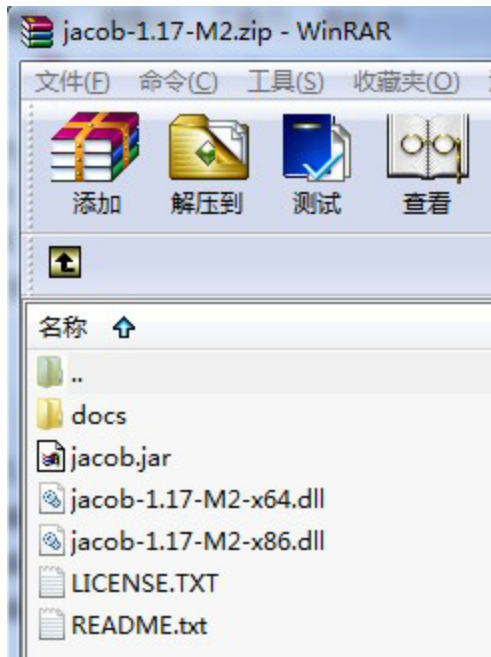 jacob-1.17-M2.zip - WinRAR
文件(F) 命令(C) 工具(S) 收藏夹(O)
添加 解压到 测试 查看
名称
..
docs
jacob.jar
jacob-1.17-M2-x64.dll
jacob-1.17-M2-x86.dll
LICENSE.TXT
README.txt